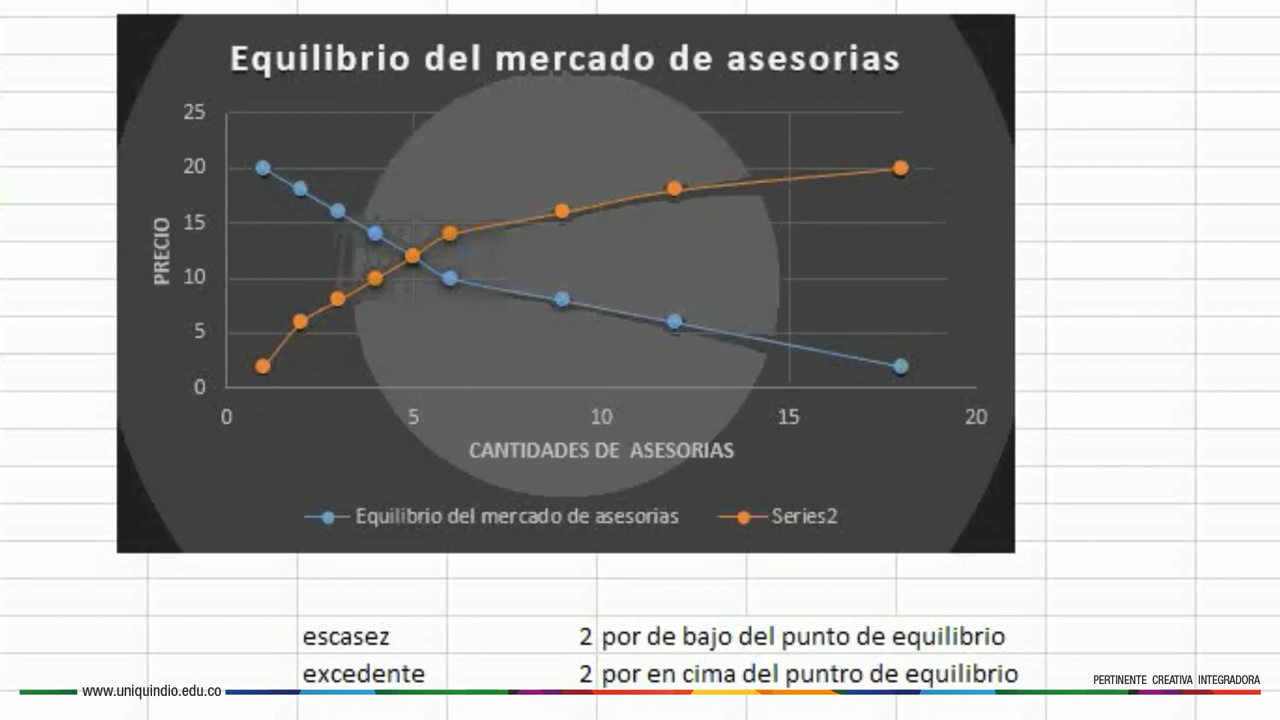 Equilibrio del mercado de asesorias
25
20
15
10
5
0
PRECIO
0 5 10 15 20
CANTIDADES DE ASESORIAS
Equilibrio del mercado de asesorias Series2
escasez 2 por de bajo del punto de equilibrio
excedente 2 por en cima del puntro de equilibrio
www.uniquindio.edu.co
PERTINENTE CREATIVA INTEGRADORA